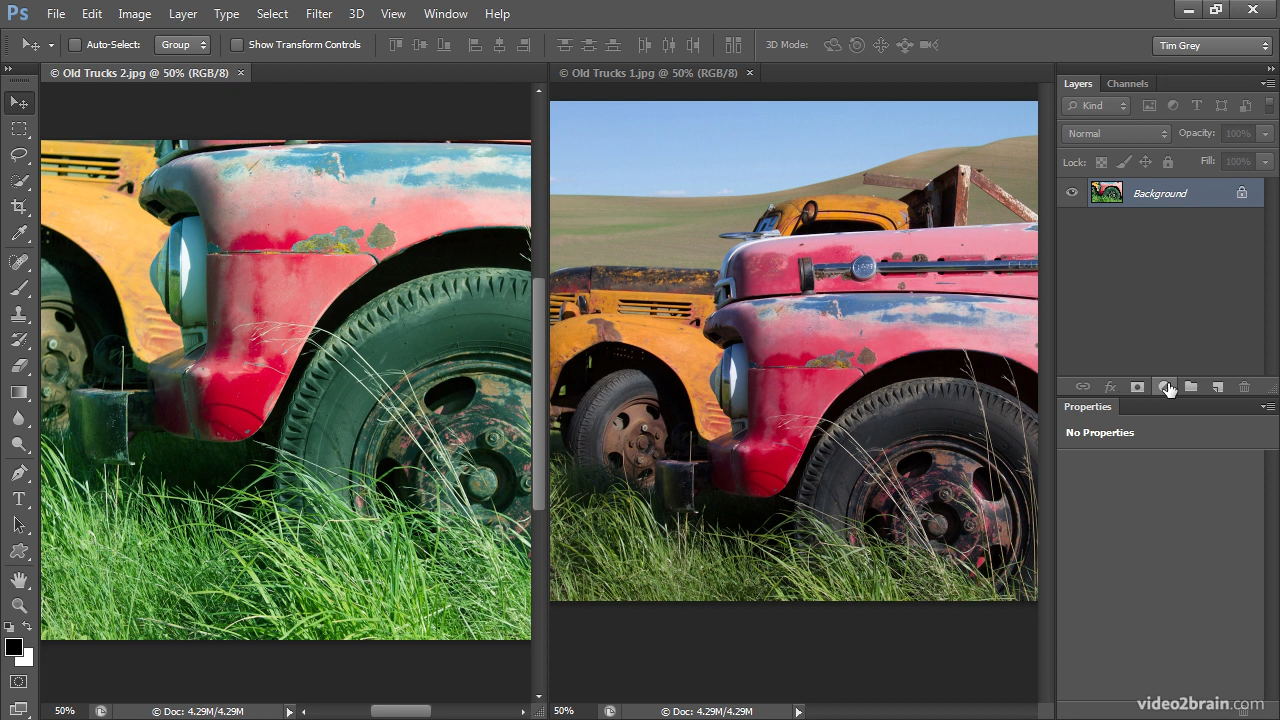 Ps File Edit Image Layer Type Select Filter 3D View Window Help
Auto-Select: Group Show Transform Controls 3D Mode: Tim Grey
© Old Trucks 2.jpg @ 50% (RGB/8) × © Old Trucks 1.jpg @ 50% (RGB/8) ×
Layers Channels
Kind
Normal Opacity: 100%
Lock: Fill: 100%
Background
fx
Properties
No Properties
50% © Doc: 4.29M/4.29M 50% © Doc: 4.29M/4.29M
video2brain.com